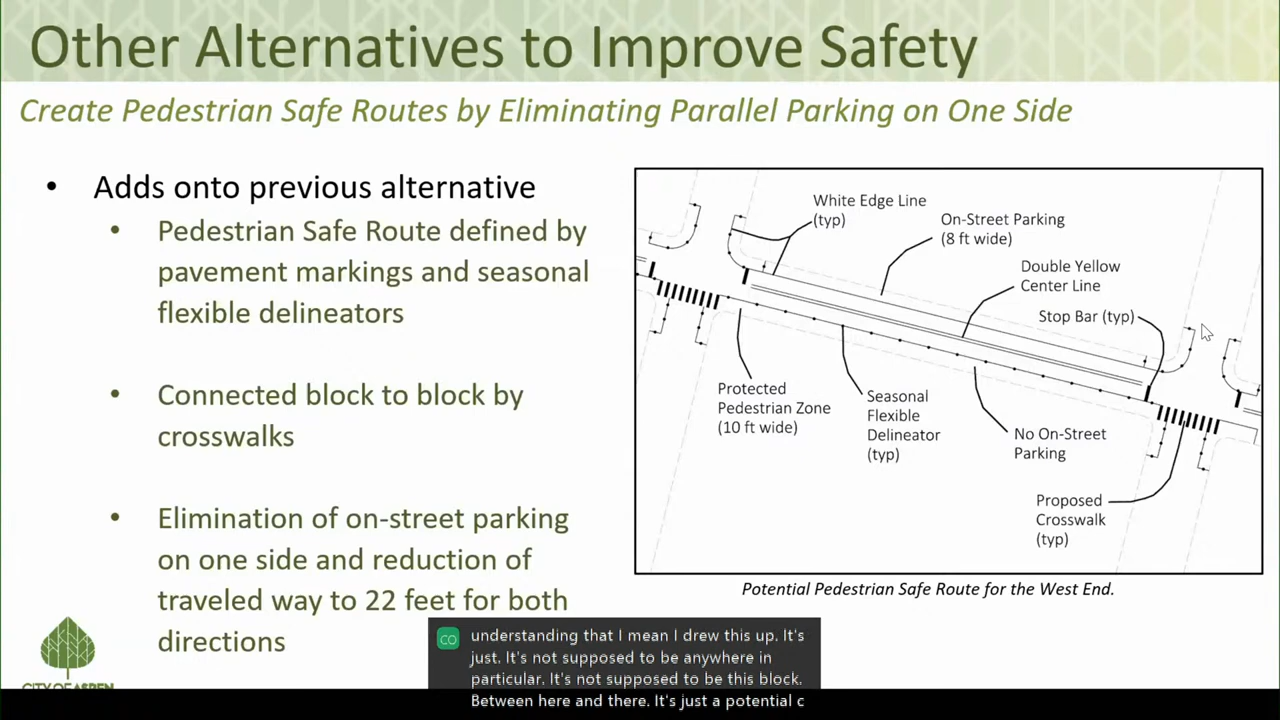 Other Alternatives to Improve Safety
Create Pedestrian Safe Routes by Eliminating Parallel Parking on One Side
• Adds onto previous alternative
• Pedestrian Safe Route defined by
pavement markings and seasonal
flexible delineators
• Connected block to block by
crosswalks
• Elimination of on-street parking
on one side and reduction of
traveled way to 22 feet for both
directions
White Edge Line
(typ)
On-Street Parking
(8 ft wide)
Double Yellow
Center Line
Stop Bar (typ)
Protected
Pedestrian Zone
(10 ft wide)
Seasonal
Flexible
Delineator
(typ)
No On-Street
Parking
Proposed
Crosswalk
(typ)
Potential Pedestrian Safe Route for the West End.
CITY OF ASPEN
CO
understanding that I mean I drew this up. It's
just. It's not supposed to be anywhere in
particular. It's not supposed to be this block.
Between here and there. It's just a potential c